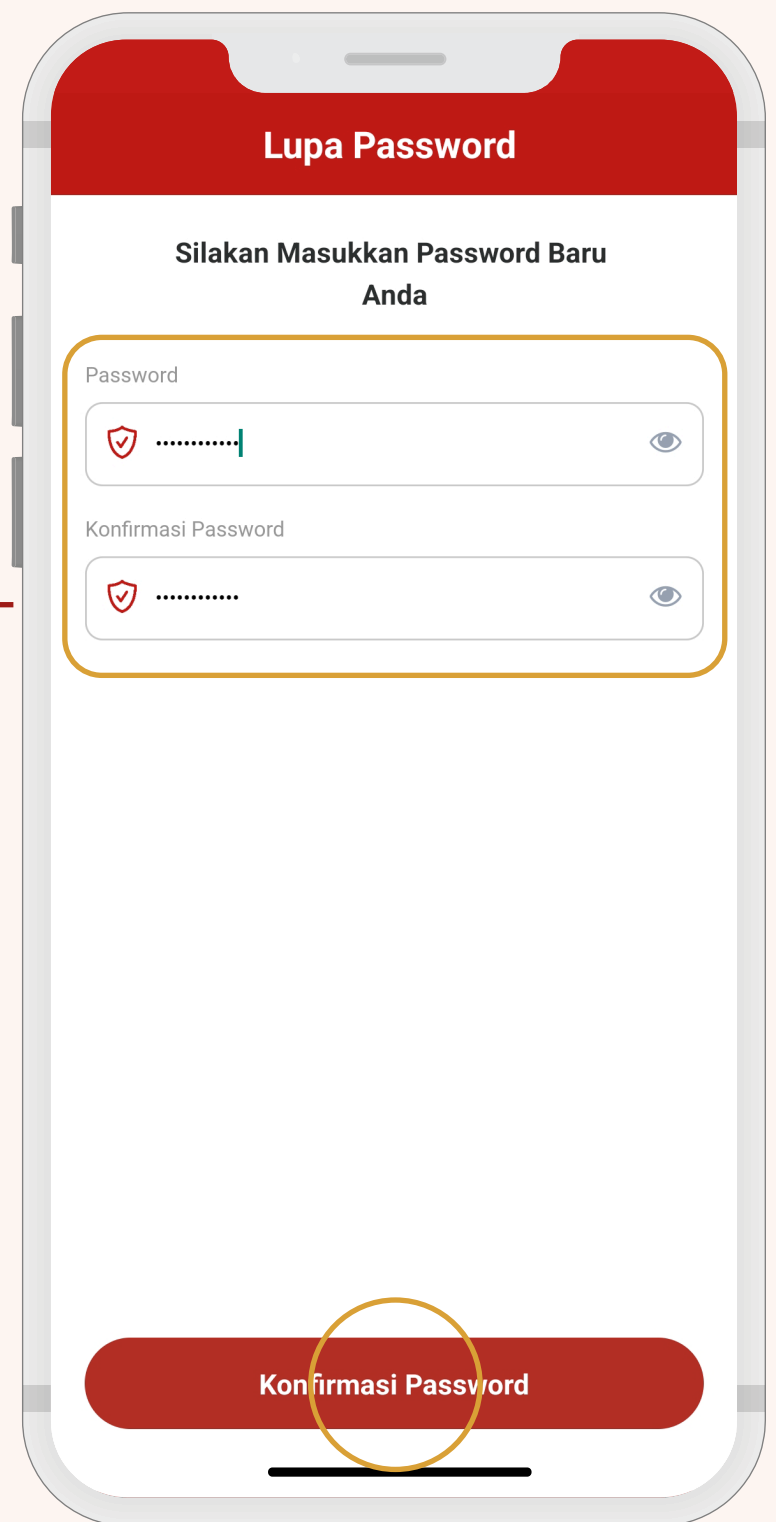 Lupa Password
Silakan Masukkan Password Baru
Anda
Password
••••••••••••
Konfirmasi Password
••••••••••••
Konfirmasi Password